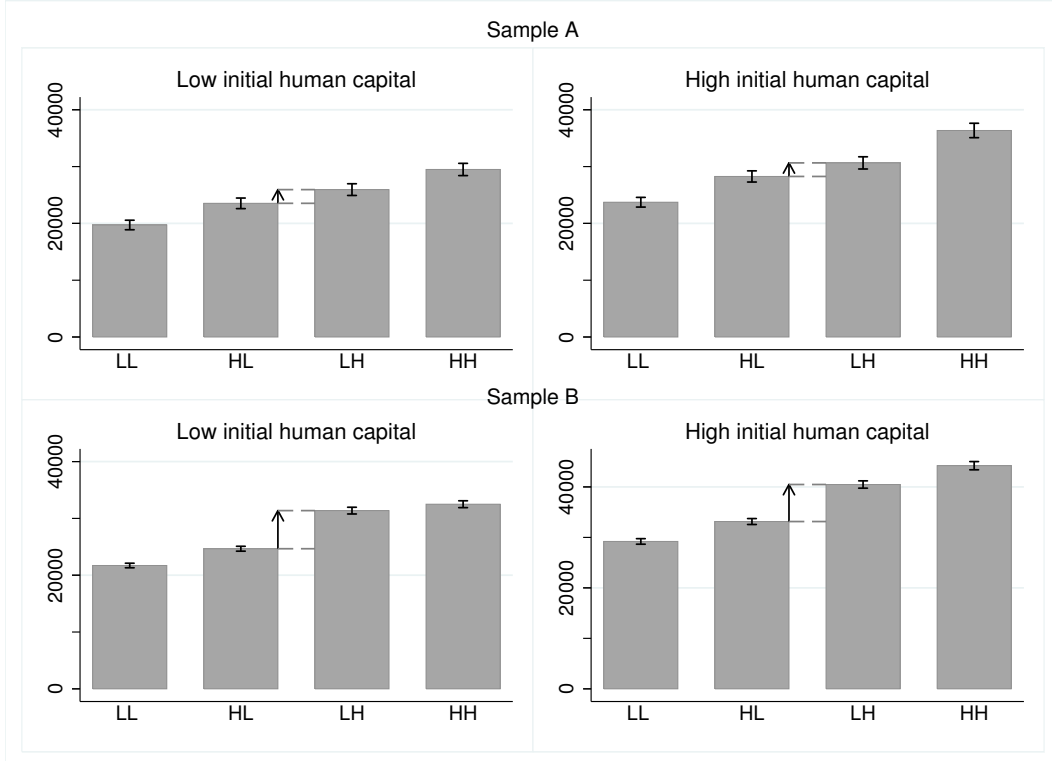 Sample A
Low initial human capital
40000
20000
0
LL HL LH HH
High initial human capital
40000
20000
0
LL HL LH HH
Sample B
Low initial human capital
40000
20000
0
LL HL LH HH
High initial human capital
40000
20000
0
LL HL LH HH